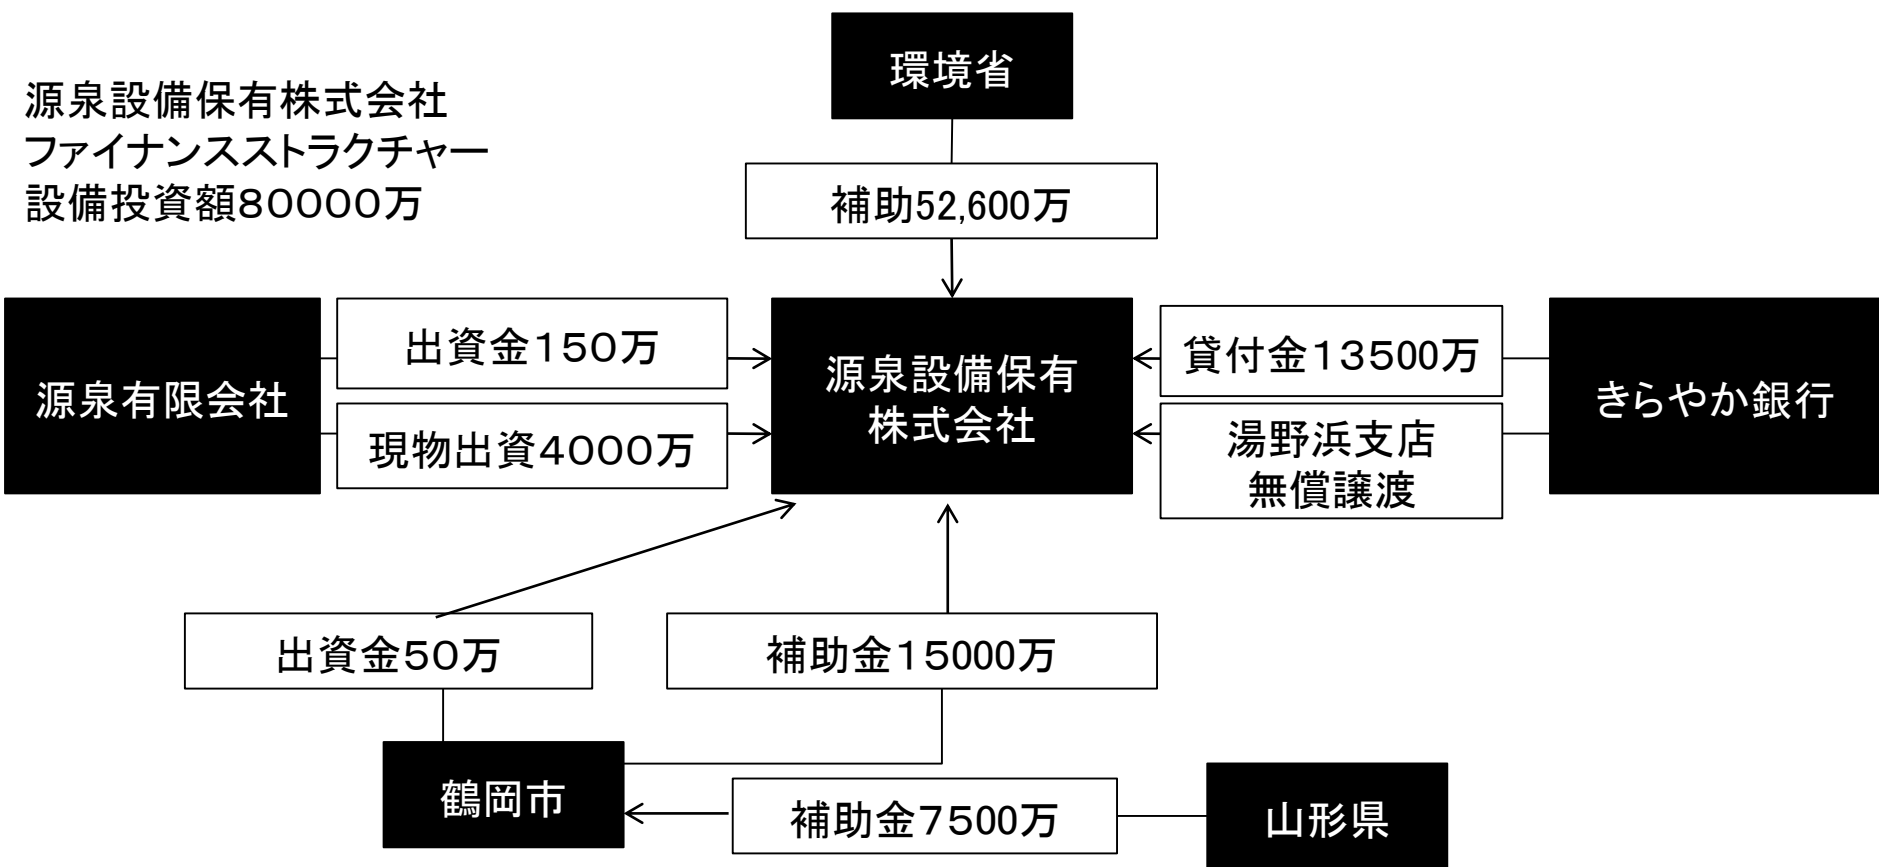 環境省
源泉設備保有株式会社
ファイナンスストラクチャー
設備投資額80000万
補助52,600万
源泉有限会社
出資金150万
現物出資4000万
源泉設備保有
株式会社
貸付金13500万
湯野浜支店
無償譲渡
きらやか銀行
出資金50万
補助金15000万
鶴岡市
補助金7500万
山形県